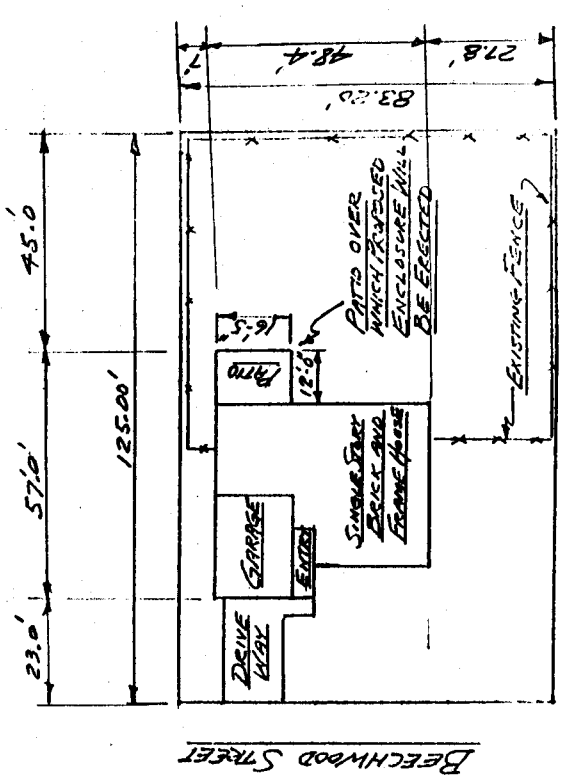 7'
48.4'
27.8'
83.20'
45.0'
57.0'
23.0'
125.00'
16'-5"
12'-0"
PATIO
PATIO OVER
WHICH PROPOSED
ENCLOSURE WILL
BE ERECTED
EXISTING FENCE
GARAGE
ENTRY
SINGLE STORY
BRICK AND
FRAME HOUSE
DRIVE
WAY
BEECHWOOD STREET